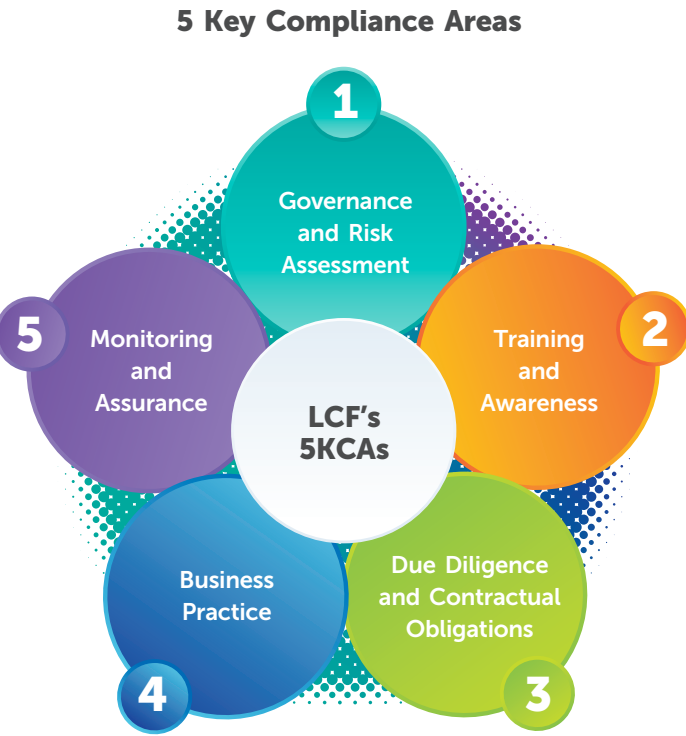 5 Key Compliance Areas
1
Governance
and Risk
Assessment
2
Training
and
Awareness
3
Due Diligence
and Contractual
Obligations
4
Business
Practice
5
Monitoring
and
Assurance
LCF's
5KCAs